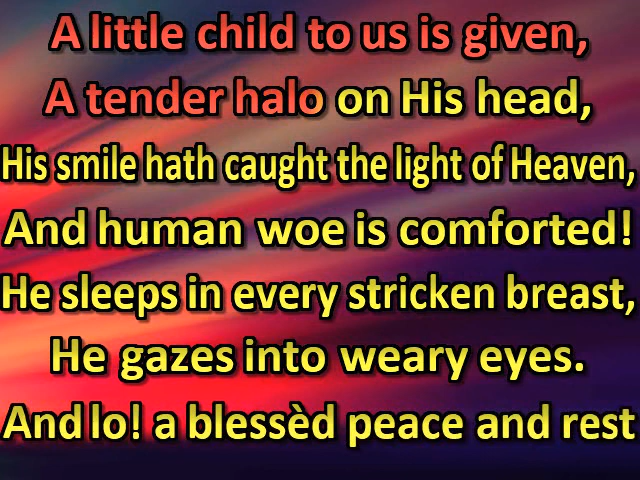 A little child to us is given,
A tender halo on His head,
His smile hath caught the light of Heaven,
And human woe is comforted!
He sleeps in every stricken breast,
He gazes into weary eyes.
And lo! a blessèd peace and rest